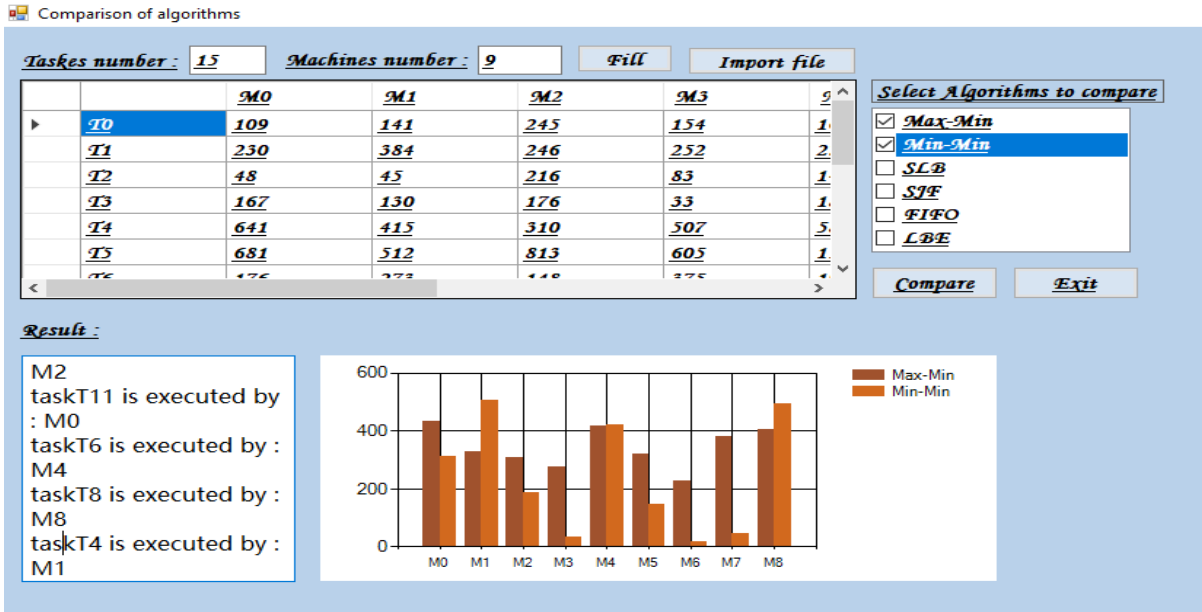 Comparison of algorithms
Taskes number : 15 Machines number : 9 Fill Import file
M0 M1 M2 M3
T0 109 141 245 154
T1 230 384 246 252
T2 48 45 216 83
T3 167 130 176 33
T4 641 415 310 507
T5 681 512 813 605
Select Algorithms to compare
Max-Min
Min-Min
SLB
SJF
FIFO
LBE
Compare Exit
Result :
M2
taskT11 is executed by
: M0
taskT6 is executed by :
M4
taskT8 is executed by :
M8
taskT4 is executed by :
M1
600
400
200
0
M0 M1 M2 M3 M4 M5 M6 M7 M8
Max-Min
Min-Min